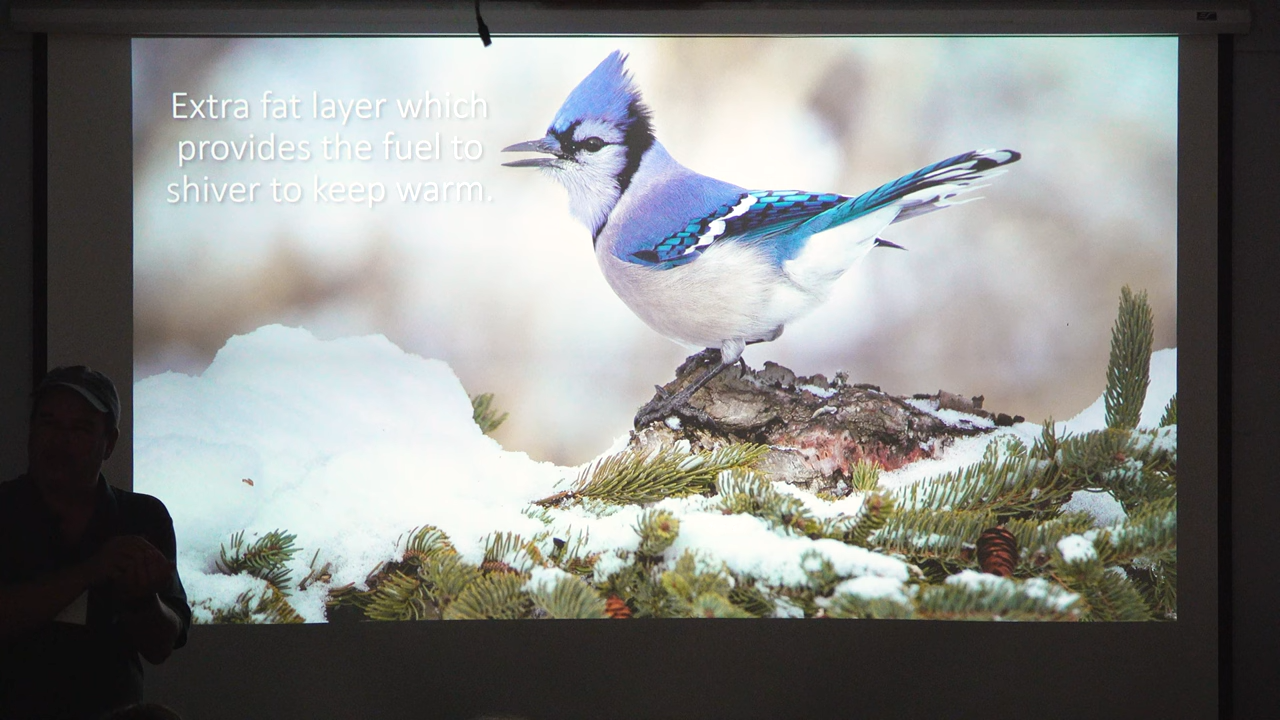 Extra fat layer which
provides the fuel to
shiver to keep warm.